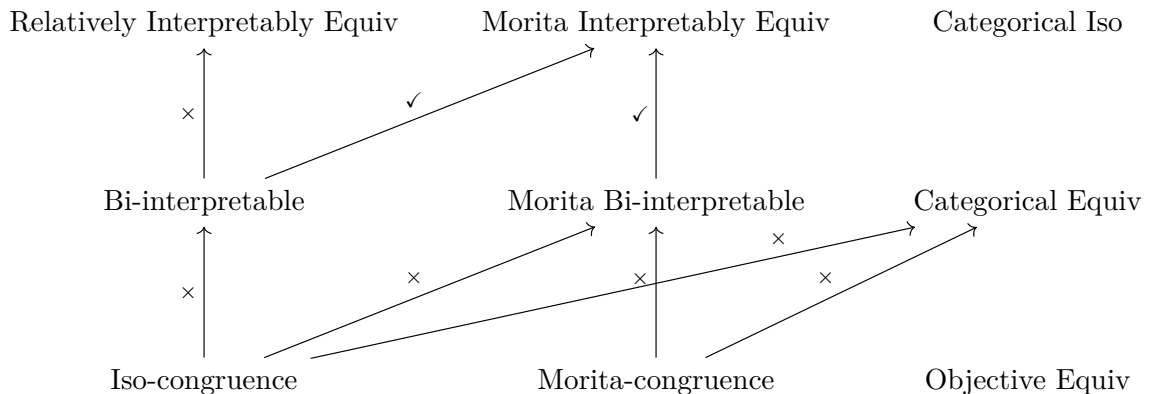 Relatively Interpretably Equiv Morita Interpretably Equiv Categorical Iso
✓
× ✓
Bi-interpretable Morita Bi-interpretable Categorical Equiv
×
× × × ×
Iso-congruence Morita-congruence Objective Equiv